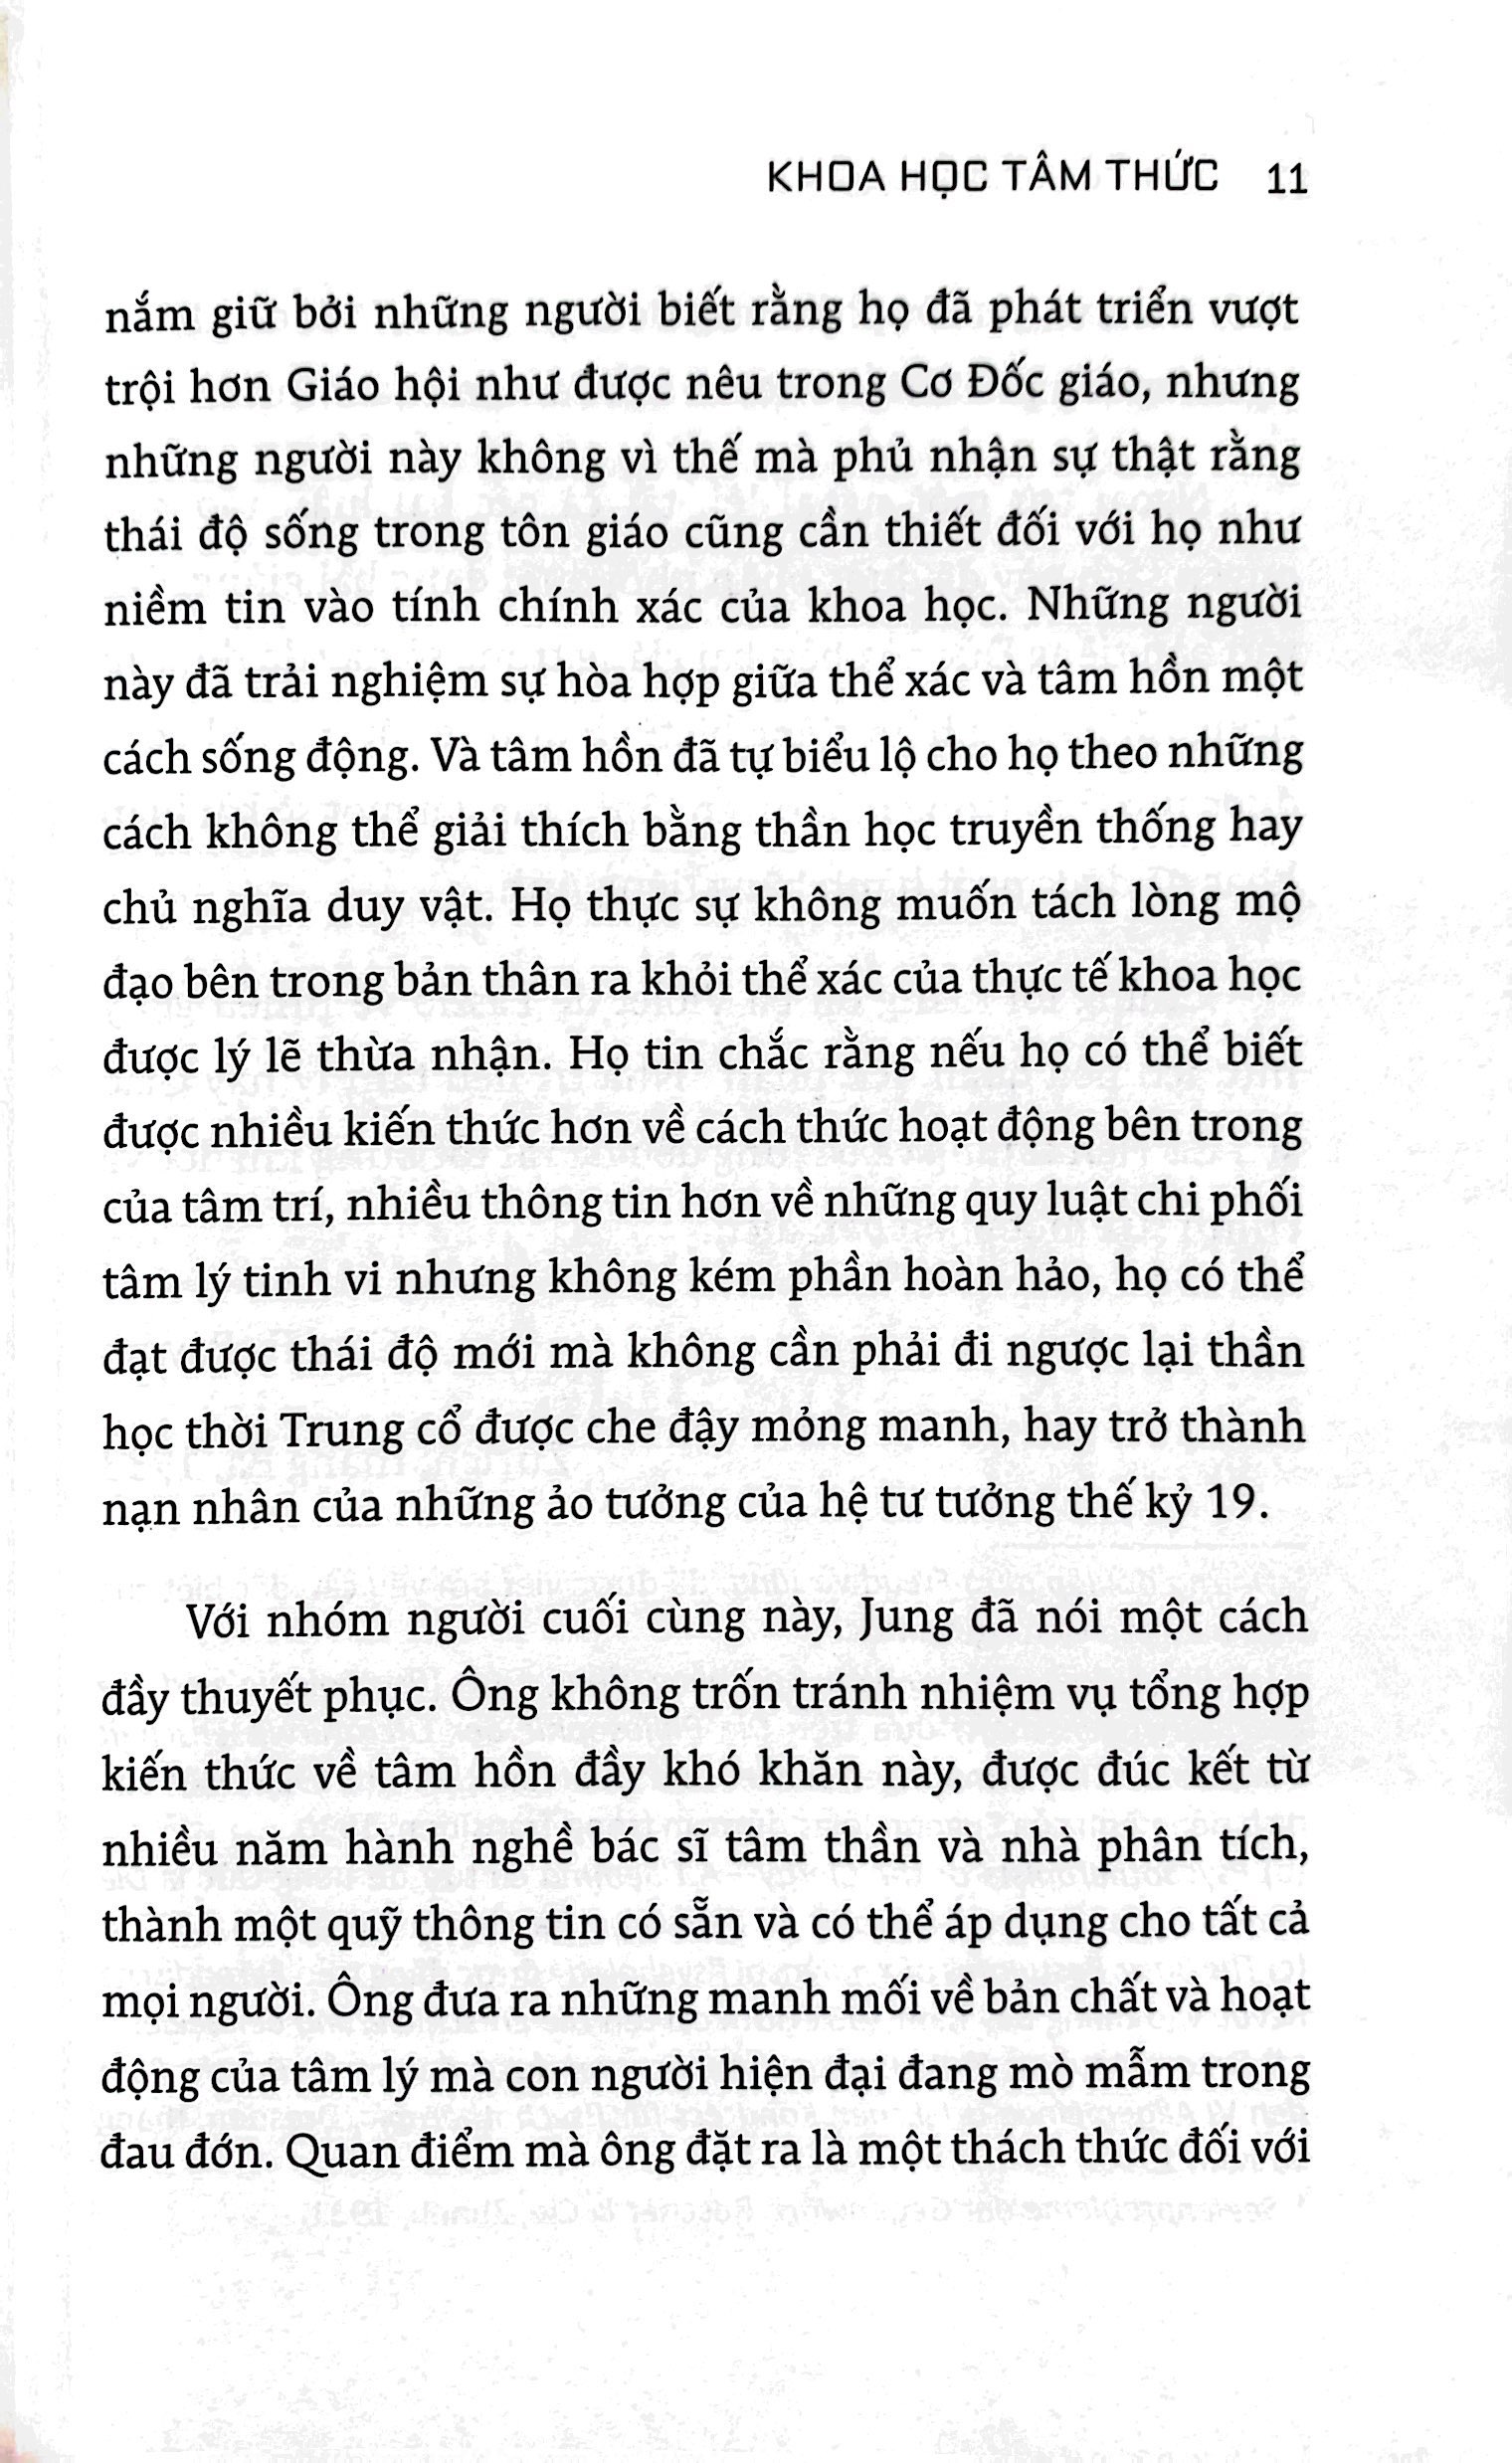 KHOA HỌC TÂM THỨC 11
nắm giữ bởi những người biết rằng họ đã phát triển vượt
trội hơn Giáo hội như được nêu trong Cơ Đốc giáo, nhưng
những người này không vì thế mà phủ nhận sự thật rằng
thái độ sống trong tôn giáo cũng cần thiết đối với họ như
niềm tin vào tính chính xác của khoa học. Những người
này đã trải nghiệm sự hòa hợp giữa thể xác và tâm hồn một
cách sống động. Và tâm hồn đã tự biểu lộ cho họ theo những
cách không thể giải thích bằng thần học truyền thống hay
chủ nghĩa duy vật. Họ thực sự không muốn tách lòng mộ
đạo bên trong bản thân ra khỏi thể xác của thực tế khoa học
được lý lẽ thừa nhận. Họ tin chắc rằng nếu họ có thể biết
được nhiều kiến thức hơn về cách thức hoạt động bên trong
của tâm trí, nhiều thông tin hơn về những quy luật chi phối
tâm lý tinh vi nhưng không kém phần hoàn hảo, họ có thể
đạt được thái độ mới mà không cần phải đi ngược lại thần
học thời Trung cổ được che đậy mỏng manh, hay trở thành
nạn nhân của những ảo tưởng của hệ tư tưởng thế kỷ 19.
Với nhóm người cuối cùng này, Jung đã nói một cách
đầy thuyết phục. Ông không trốn tránh nhiệm vụ tổng hợp
kiến thức về tâm hồn đầy khó khăn này, được đúc kết từ
nhiều năm hành nghề bác sĩ tâm thần và nhà phân tích,
thành một quỹ thông tin có sẵn và có thể áp dụng cho tất cả
mọi người. Ông đưa ra những manh mối về bản chất và hoạt
động của tâm lý mà con người hiện đại đang mò mẫm trong
đau đớn. Quan điểm mà ông đặt ra là một thách thức đối với